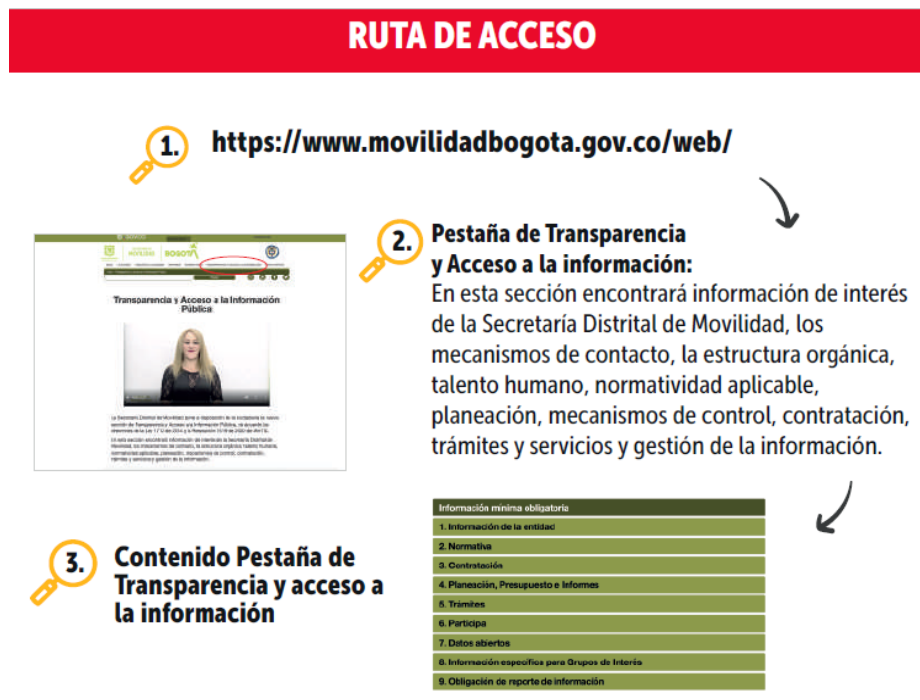 RUTA DE ACCESO
1.
https://www.movilidadbogota.gov.co/web/
2.
Pestaña de Transparencia
y Acceso a la información:
En esta sección encontrará información de interés
de la Secretaría Distrital de Movilidad, los
mecanismos de contacto, la estructura orgánica,
talento humano, normatividad aplicable,
planeación, mecanismos de control, contratación,
trámites y servicios y gestión de la información.
MOVILIDAD
BOGOTÁ
Transparencia y Acceso a la Información
Pública
3.
Contenido Pestaña de
Transparencia y acceso a
la información
Información mínima obligatoria
1. Información de la entidad
2. Normativa
3. Contratación
4. Planeación, Presupuesto e Informes
5. Trámites
6. Participa
7. Datos abiertos
8. Información específica para Grupos de Interés
9. Obligación de reporte de información